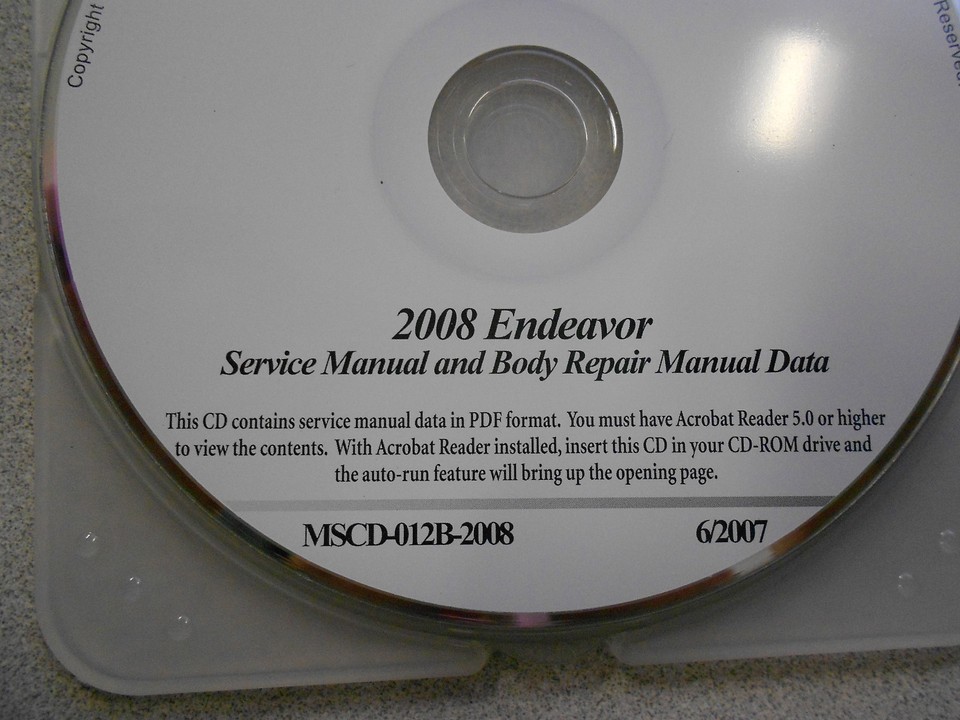 Copyright
Reserved.
2008 Endeavor
Service Manual and Body Repair Manual Data
This CD contains service manual data in PDF format. You must have Acrobat Reader 5.0 or higher
to view the contents. With Acrobat Reader installed, insert this CD in your CD-ROM drive and
the auto-run feature will bring up the opening page.
MSCD-012B-2008 6/2007